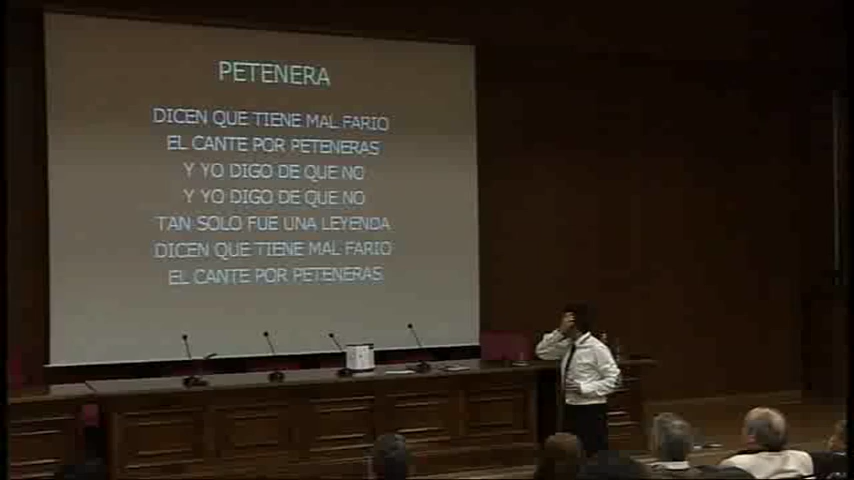 PETENERA
DICEN QUE TIENE MAL FARIO
EL CANTE POR PETENERAS
Y YO DIGO DE QUE NO
Y YO DIGO DE QUE NO
TAN SOLO FUE UNA LEYENDA
DICEN QUE TIENE MAL FARIO
EL CANTE POR PETENERAS